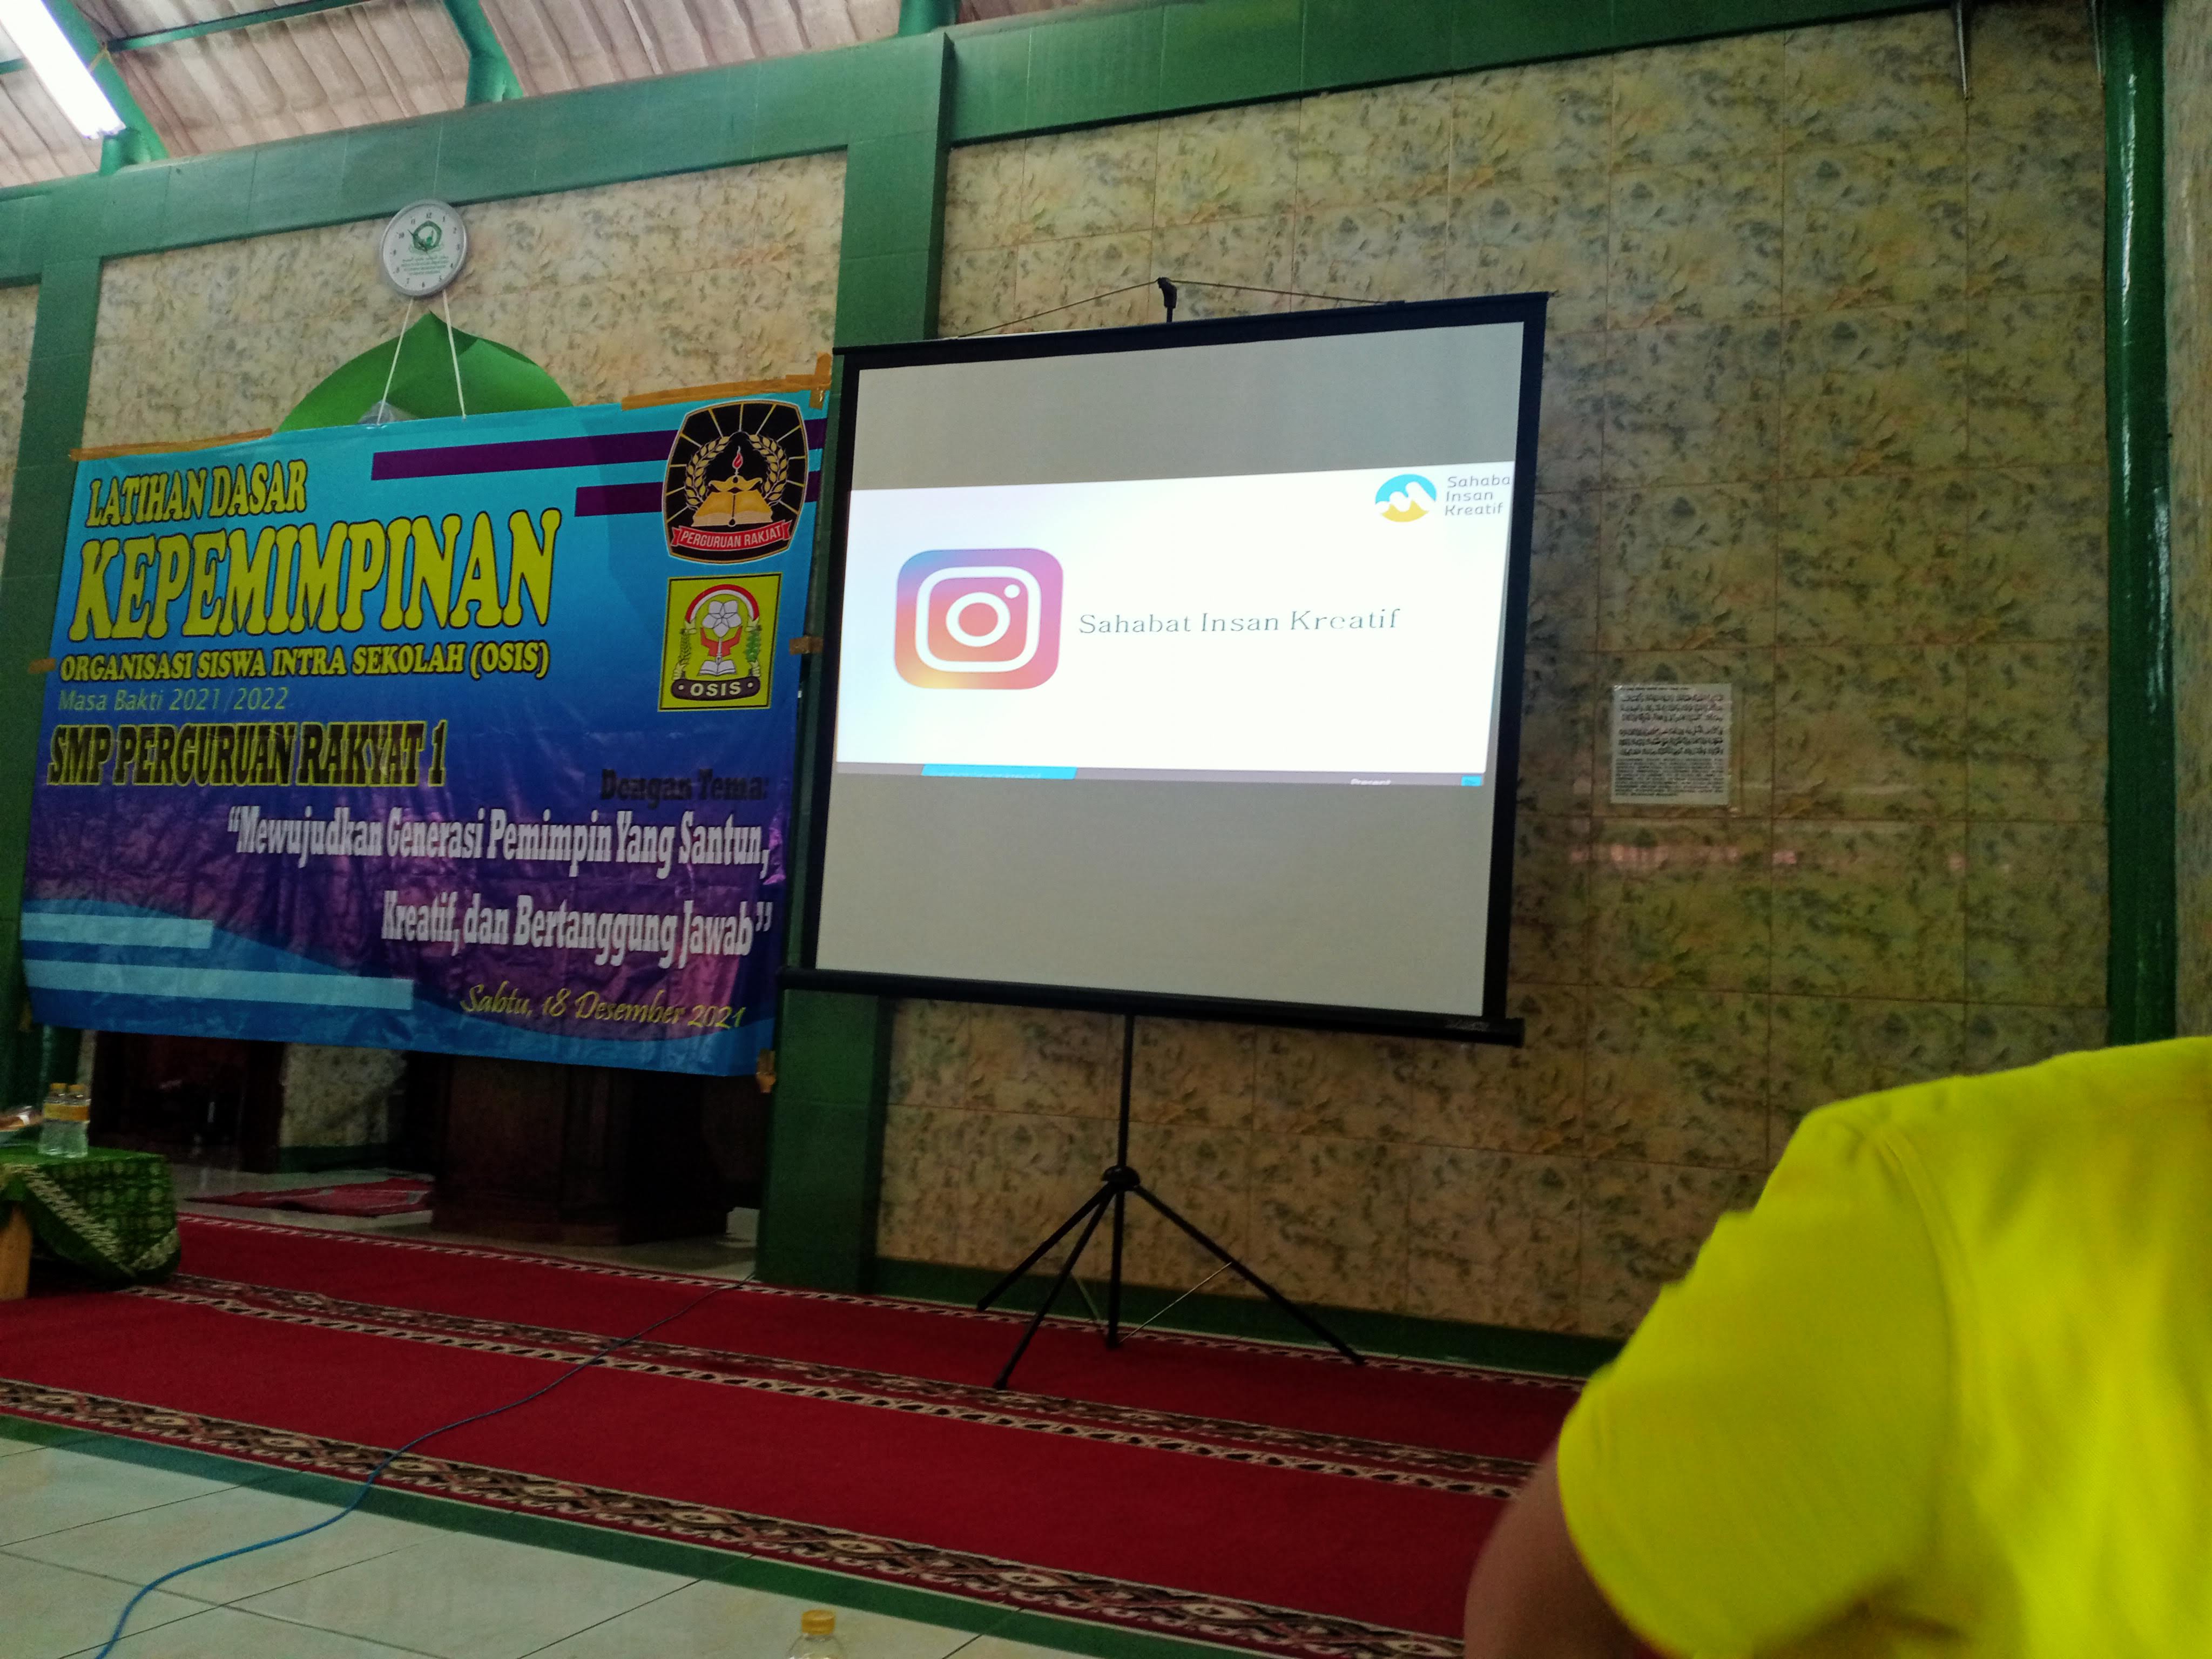 LATIHAN DASAR
KEPEMIMPINAN
ORGANISASI SISWA INTRA SEKOLAH (OSIS)
Masa Bakti 2021/2022
SMP PERGURUAN RAKYAT 1
Dengan Tema:
“Mewujudkan Generasi Pemimpin Yang Santun,
Kreatif, dan Bertanggung Jawab”
Sabtu, 18 Desember 2021
PERGURUAN RAKJAT
OSIS
Sahaba
Insan
Kreatif
Sahabat Insan Kreatif